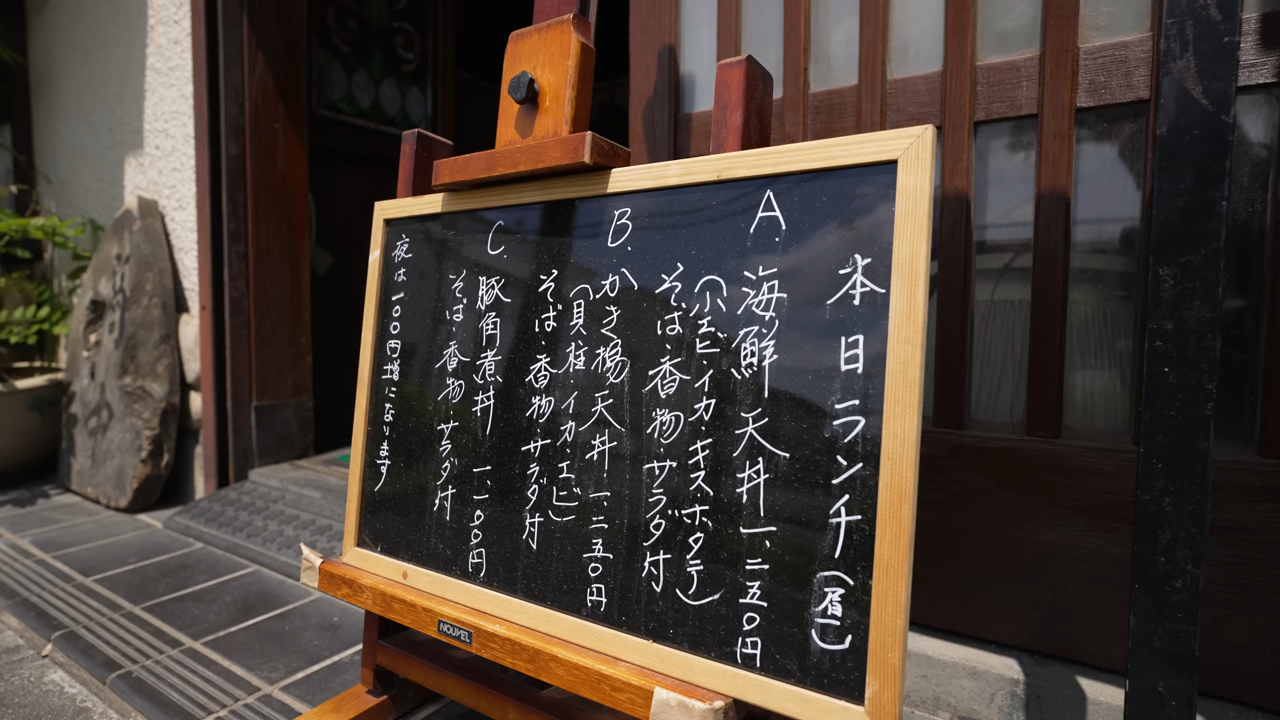 本日ランチ(屑)
A.
海鮮天丼 一、二五〇円
(小エビ・イカ・キス・ホタテ)
そば・香物・サラダ付
B.
かき揚天丼 一、二五〇円
(貝柱・イカ・エビ)
そば・香物・サラダ付
C.
豚角煮丼 一、一〇〇円
そば・香物・サラダ付
夜は一〇〇円増になります
NOUVEL